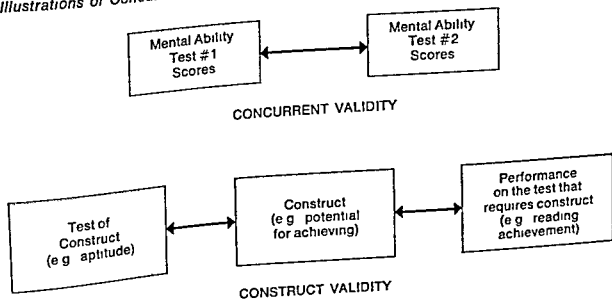 Illustrations of
Mental Ability
Test #1
Scores
Mental Ability
Test #2
Scores
CONCURRENT VALIDITY
Test of
Construct
(e g aptitude)
Construct
(e g potential
for achieving)
Performance
on the test that
requires construct
(e g reading
achievement)
CONSTRUCT VALIDITY